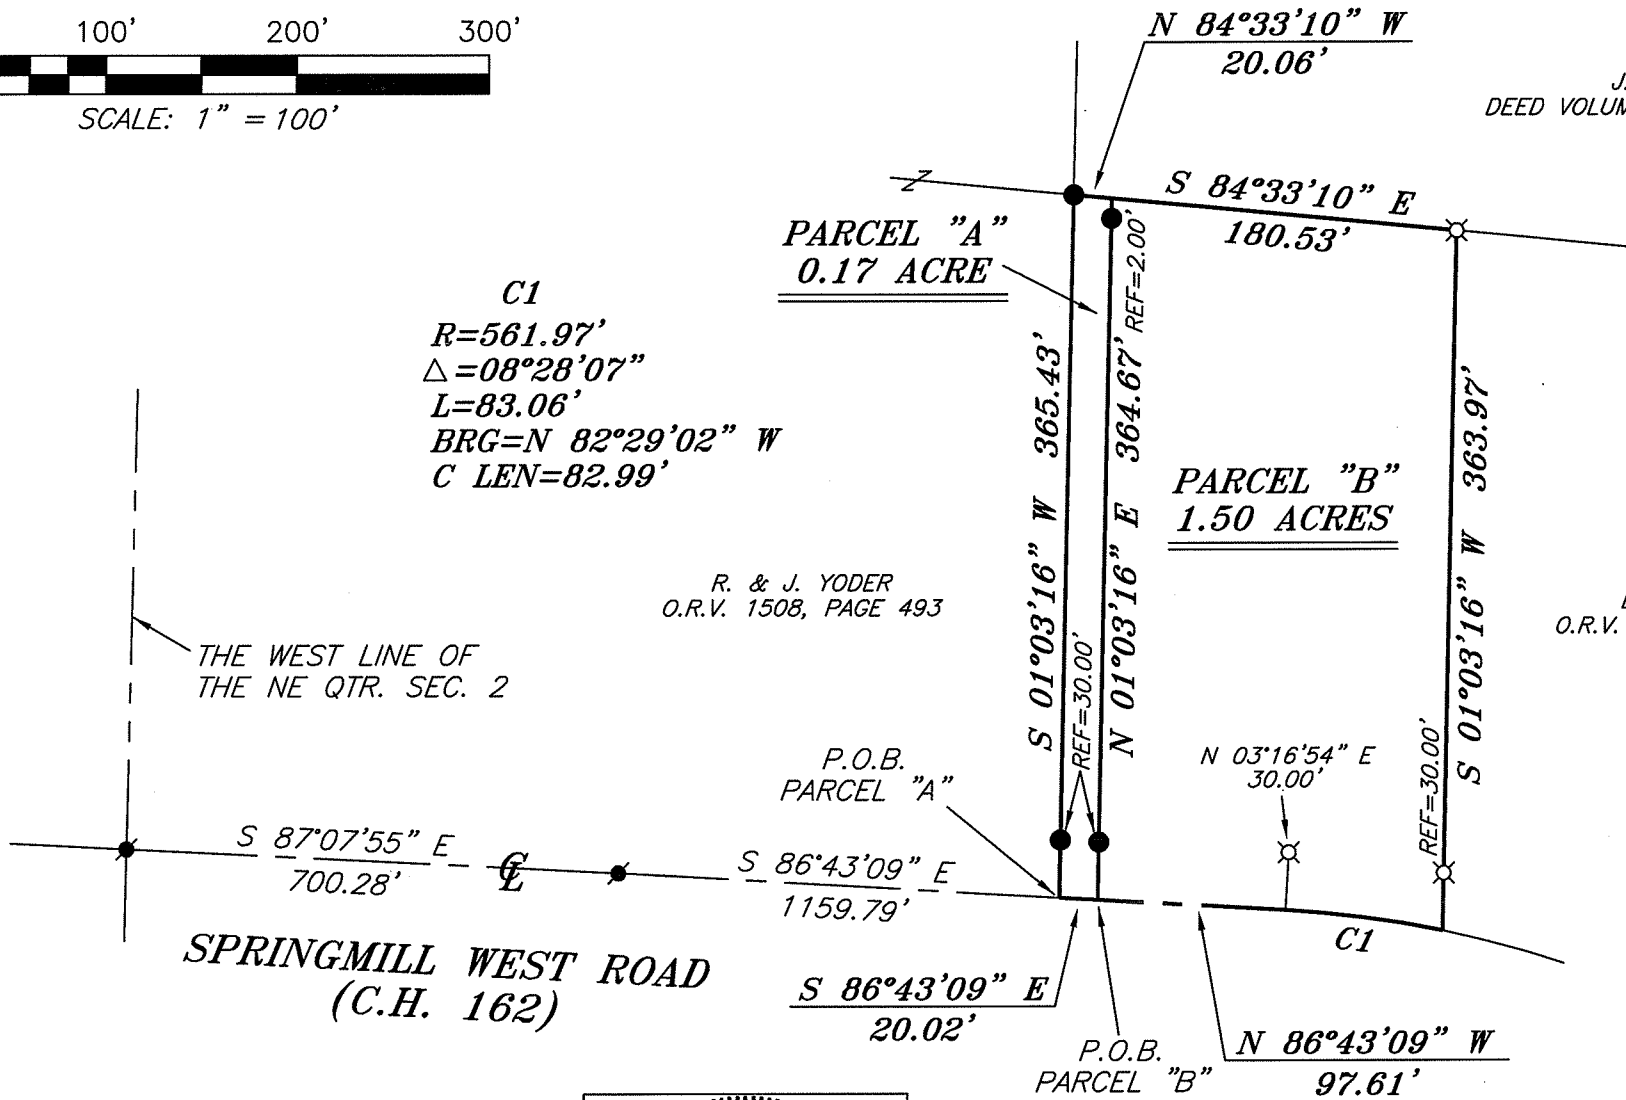 100' 200' 300'
SCALE: 1" = 100'
N 84°33'10" W
20.06'
J.
DEED VOLUM
S 84°33'10" E
180.53'
PARCEL "A"
0.17 ACRE
REF=2.00'
C1
R=561.97'
△=08°28'07"
L=83.06'
BRG=N 82°29'02" W
C LEN=82.99'
S 01°03'16" W 365.43'
N 01°03'16" E 364.67'
S 01°03'16" W 363.97'
PARCEL "B"
1.50 ACRES
R. & J. YODER
O.R.V. 1508, PAGE 493
O.R.V.
THE WEST LINE OF
THE NE QTR. SEC. 2
REF=30.00'
REF=30.00'
N 03°16'54" E
30.00'
P.O.B.
PARCEL "A"
S 87°07'55" E
700.28'
CL
S 86°43'09" E
1159.79'
C1
SPRINGMILL WEST ROAD
(C.H. 162)
S 86°43'09" E
20.02'
P.O.B.
PARCEL "B"
N 86°43'09" W
97.61'